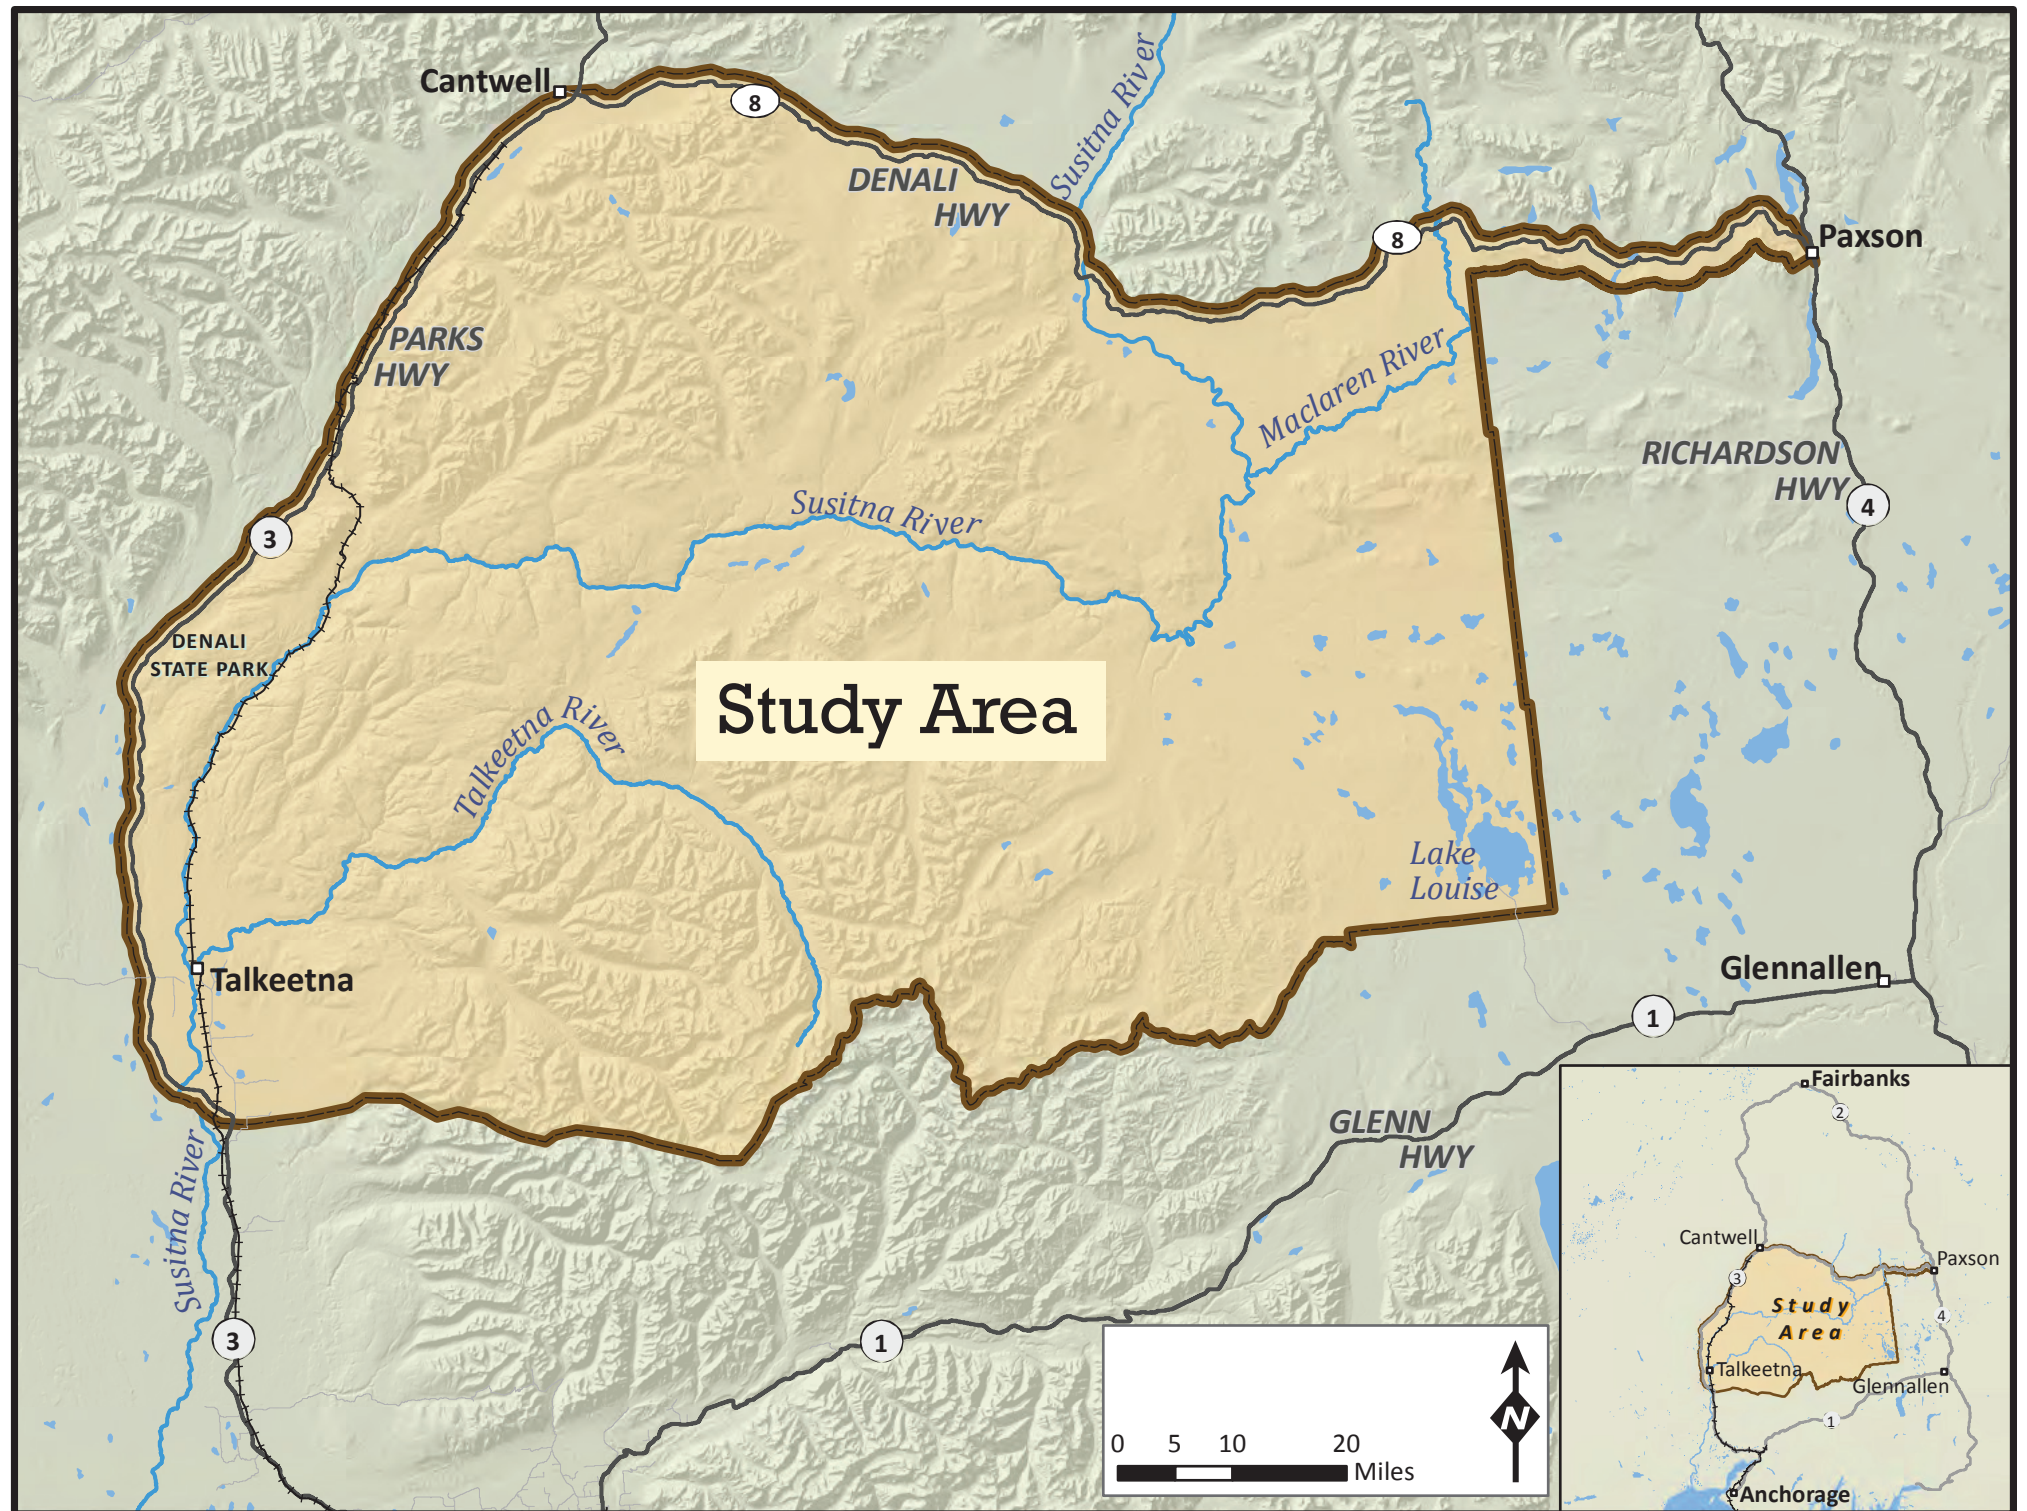 Cantwell
8
Susitna River
DENALI
HWY
8
Paxson
PARKS
HWY
Maclaren River
RICHARDSON
HWY
4
Susitna River
3
DENALI
STATE PARK
Study Area
Talkeetna River
Lake
Louise
Talkeetna
Glennallen
1
GLENN
HWY
Susitna River
3
1
0 5 10 20
Miles
N
Fairbanks
2
Cantwell
Paxson
3
Study
Area
4
Talkeetna
Glennallen
1
Anchorage